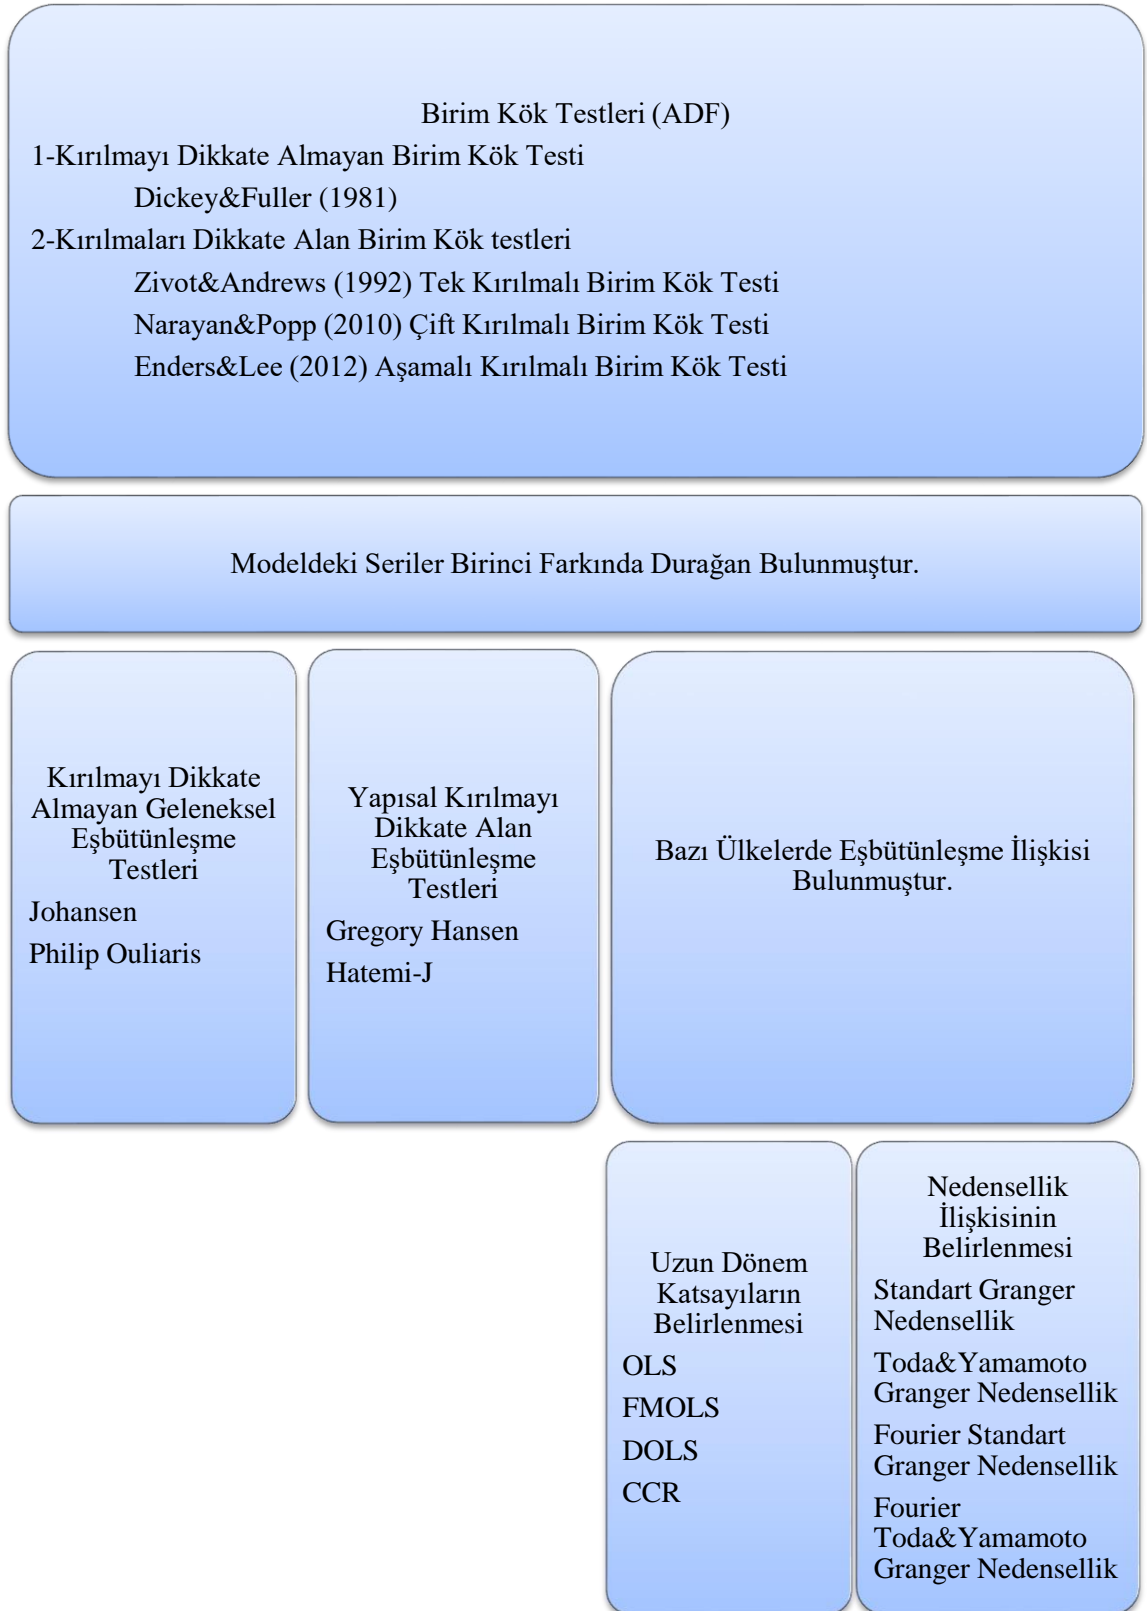 Birim Kök Testleri (ADF)
1-Kırılmayı Dikkate Almayan Birim Kök Testi
Dickey&Fuller (1981)
2-Kırılmaları Dikkate Alan Birim Kök testleri
Zivot&Andrews (1992) Tek Kırılmalı Birim Kök Testi
Narayan&Popp (2010) Çift Kırılmalı Birim Kök Testi
Enders&Lee (2012) Aşamalı Kırılmalı Birim Kök Testi
Modeldeki Seriler Birinci Farkında Durağan Bulunmuştur.
Kırılmayı Dikkate
Almayan Geleneksel
Eşbütünleşme
Testleri
Johansen
Philip Ouliaris
Yapısal Kırılmayı
Dikkate Alan
Eşbütünleşme
Testleri
Gregory Hansen
Hatemi-J
Bazı Ülkelerde Eşbütünleşme İlişkisi
Bulunmuştur.
Uzun Dönem
Katsayıların
Belirlenmesi
OLS
FMOLS
DOLS
CCR
Nedensellik
İlişkisinin
Belirlenmesi
Standart Granger
Nedensellik
Toda&Yamamoto
Granger Nedensellik
Fourier Standart
Granger Nedensellik
Fourier
Toda&Yamamoto
Granger Nedensellik